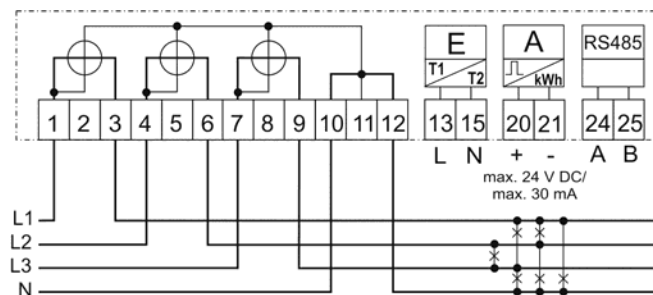 E A RS485
T1 T2 kWh
1 2 3 4 5 6 7 8 9 10 11 12 13 15 20 21 24 25
L N + - A B
max. 24 V DC/
max. 30 mA
L1
L2
L3
N